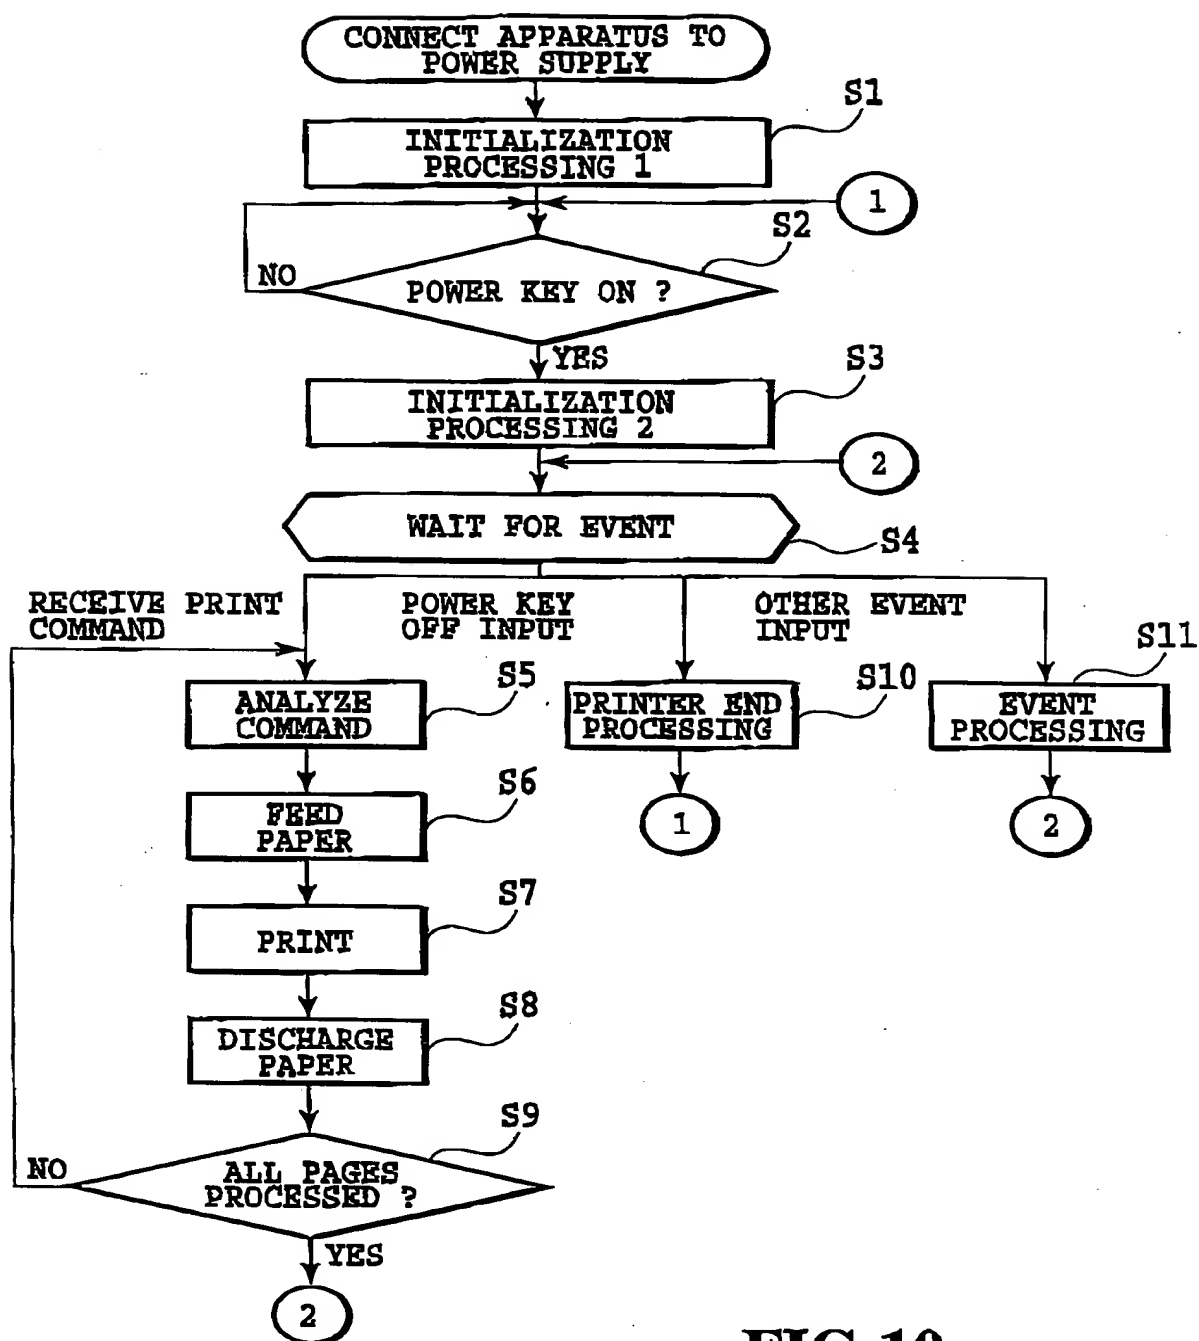 CONNECT APPARATUS TO
POWER SUPPLY
S1
INITIALIZATION
PROCESSING 1
1
S2
NO
POWER KEY ON ?
YES
S3
INITIALIZATION
PROCESSING 2
2
WAIT FOR EVENT
S4
RECEIVE PRINT
COMMAND
POWER KEY
OFF INPUT
OTHER EVENT
INPUT
S5
ANALYZE
COMMAND
S10
PRINTER END
PROCESSING
S11
EVENT
PROCESSING
S6
FEED
PAPER
1
2
S7
PRINT
S8
DISCHARGE
PAPER
S9
NO
ALL PAGES
PROCESSED ?
YES
2
FIG.10